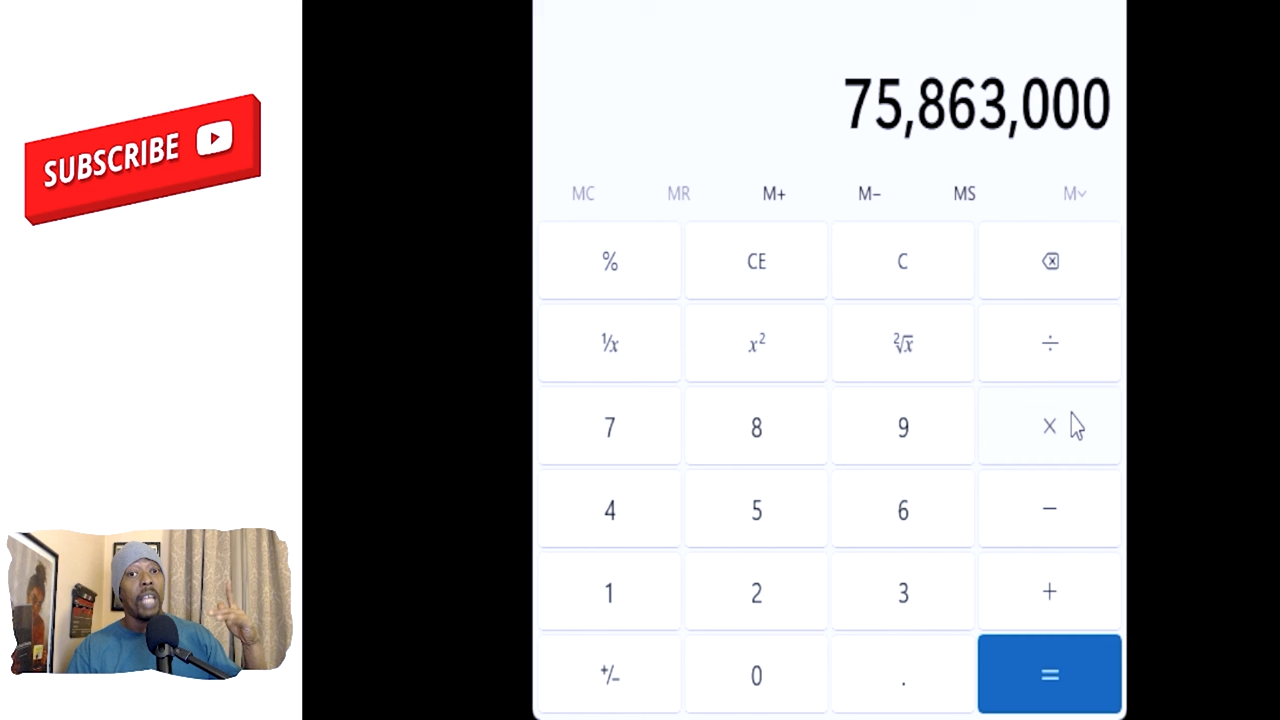 75,863,000
SUBSCRIBE
MC MR M+ M− MS M˅
% CE C
⅟x x² ²√x ÷
7 8 9 ×
4 5 6 −
1 2 3 +
+/− 0 . =